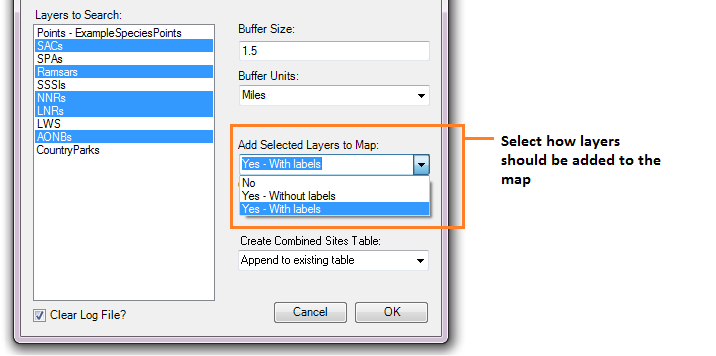 Layers to Search:
Points - ExampleSpeciesPoints
SACs
SPAs
Ramsars
SSSIs
NNRs
LNRs
LWS
AONBs
CountryParks
Clear Log File?
Buffer Size:
1.5
Buffer Units:
Miles
Add Selected Layers to Map:
Yes - With labels
No
Yes - Without labels
Yes - With labels
Create Combined Sites Table:
Append to existing table
Cancel
OK
Select how layers
should be added to the
map